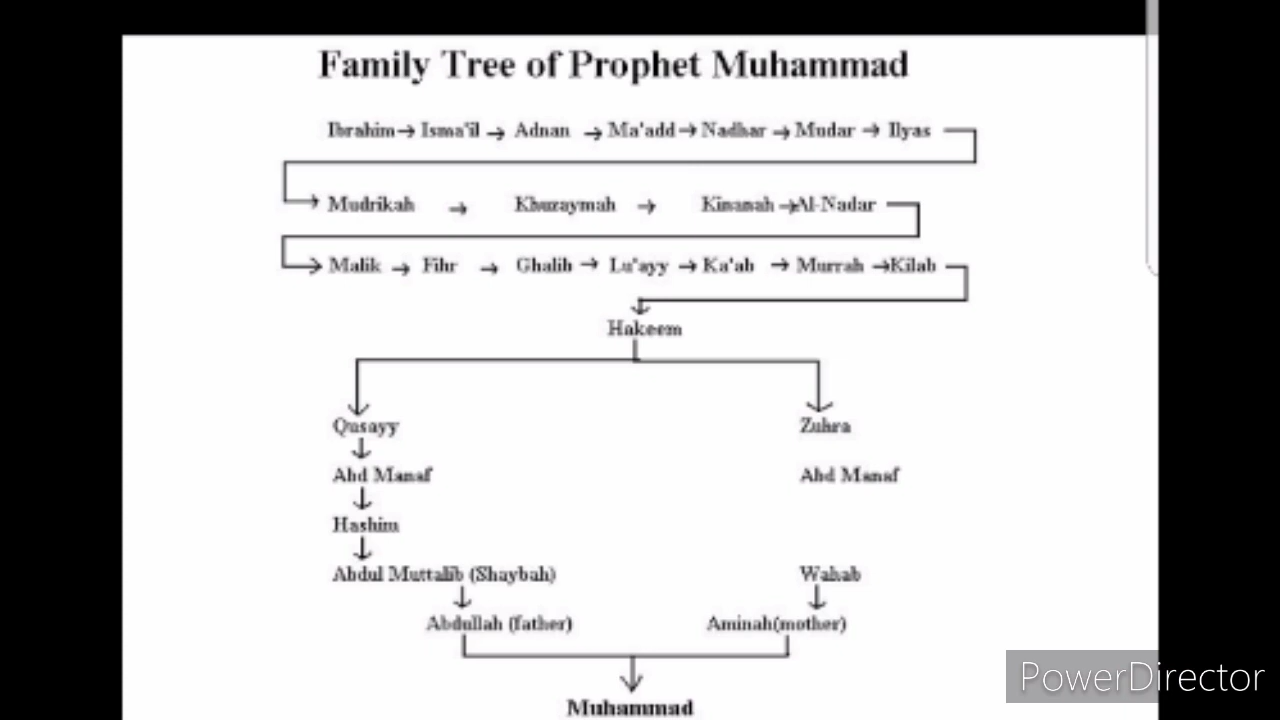 Family Tree of Prophet Muhammad
Ibrahim → Isma'il → Adnan → Ma'add → Nadhar → Mudar → Ilyas
→ Mudrikah → Khuzaymah → Kinanah → Al-Nadar
→ Malik → Fihr → Ghalib → Lu'ayy → Ka'ab → Murrah → Kilab
Hakeem
Qusayy Zuhra
Abd Manaf Abd Manaf
Hashim
Abdul Muttalib (Shaybah) Wahab
Abdullah (father) Aminah(mother)
Muhammad
PowerDirector